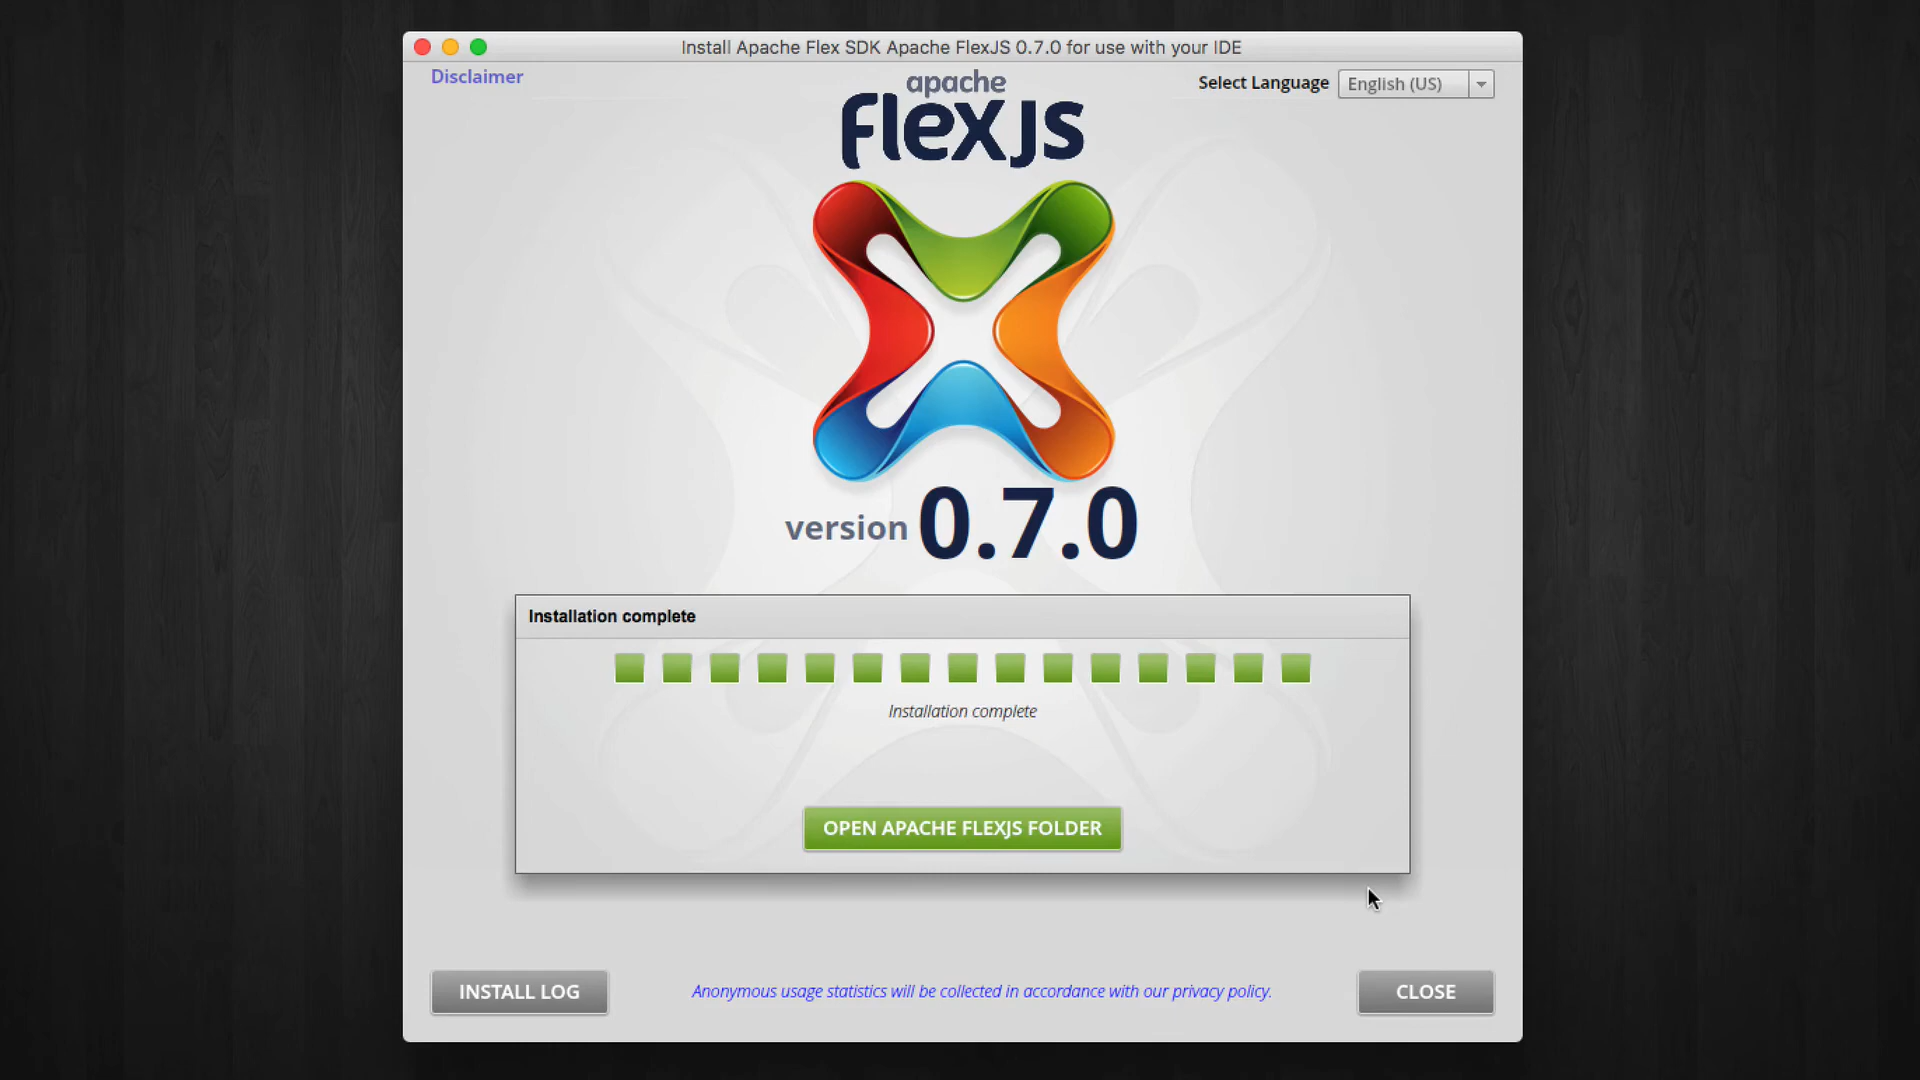 Install Apache Flex SDK Apache FlexJS 0.7.0 for use with your IDE
Disclaimer
Select Language English (US)
apache
flexjs
version 0.7.0
Installation complete
Installation complete
OPEN APACHE FLEXJS FOLDER
INSTALL LOG
Anonymous usage statistics will be collected in accordance with our privacy policy.
CLOSE